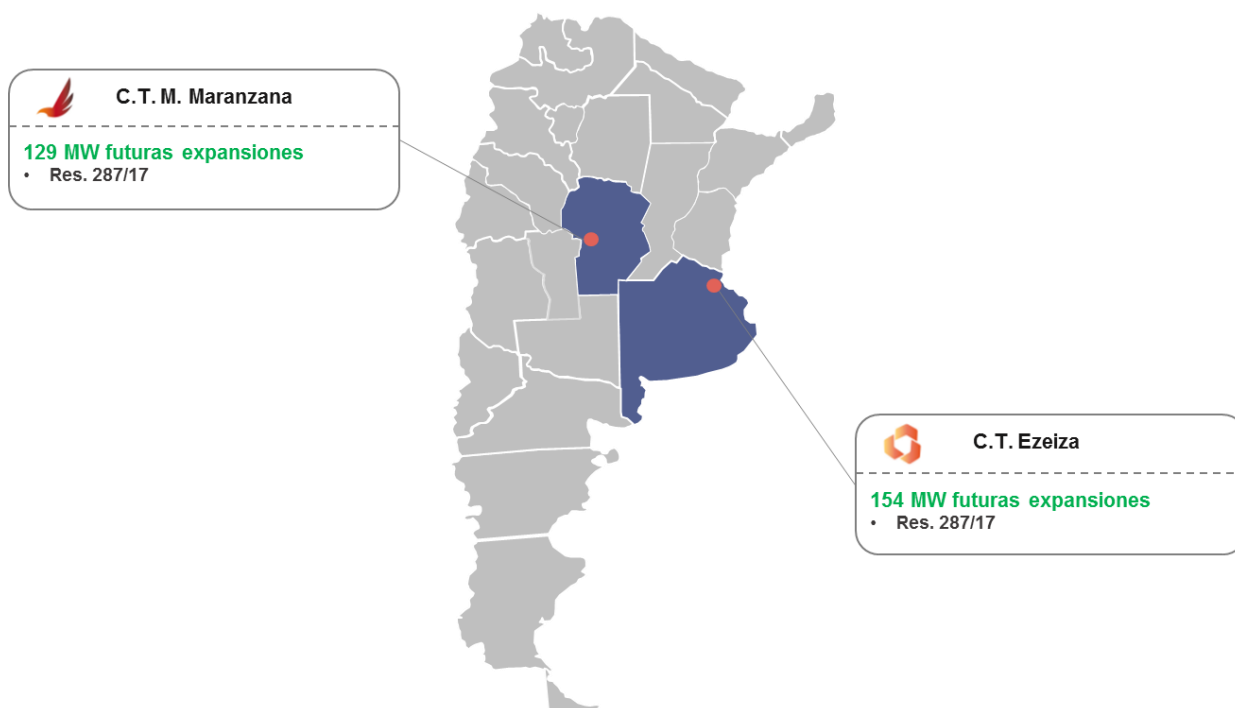 C.T. M. Maranzana
129 MW futuras expansiones
• Res. 287/17
C.T. Ezeiza
154 MW futuras expansiones
• Res. 287/17